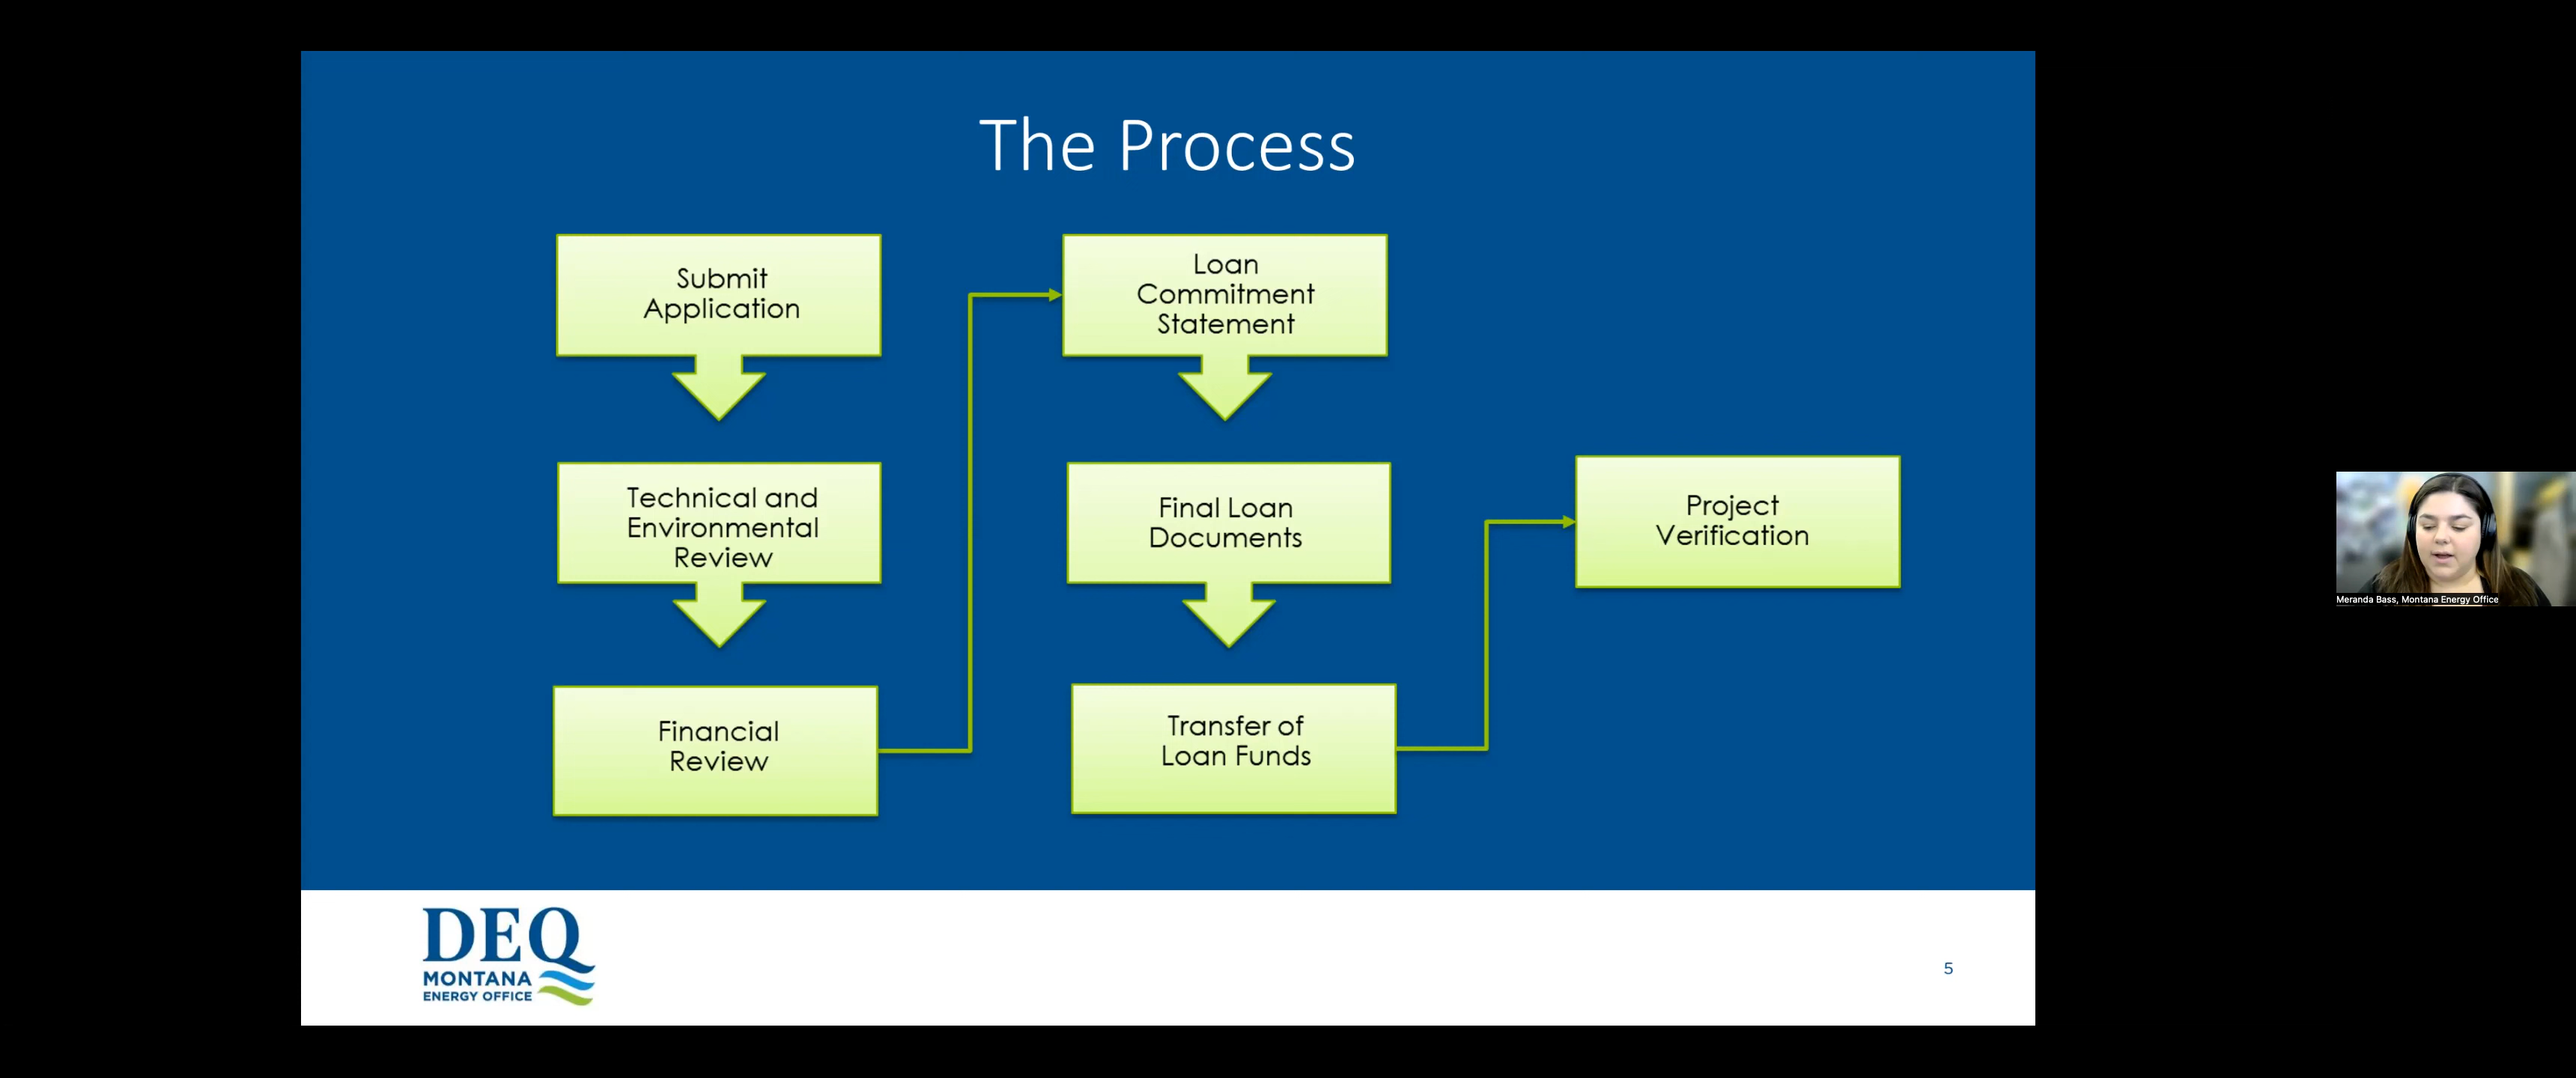 The Process
Submit
Application
Technical and
Environmental
Review
Financial
Review
Loan
Commitment
Statement
Final Loan
Documents
Transfer of
Loan Funds
Project
Verification
Meranda Bass, Montana Energy Office
DEQ
MONTANA
ENERGY OFFICE
5